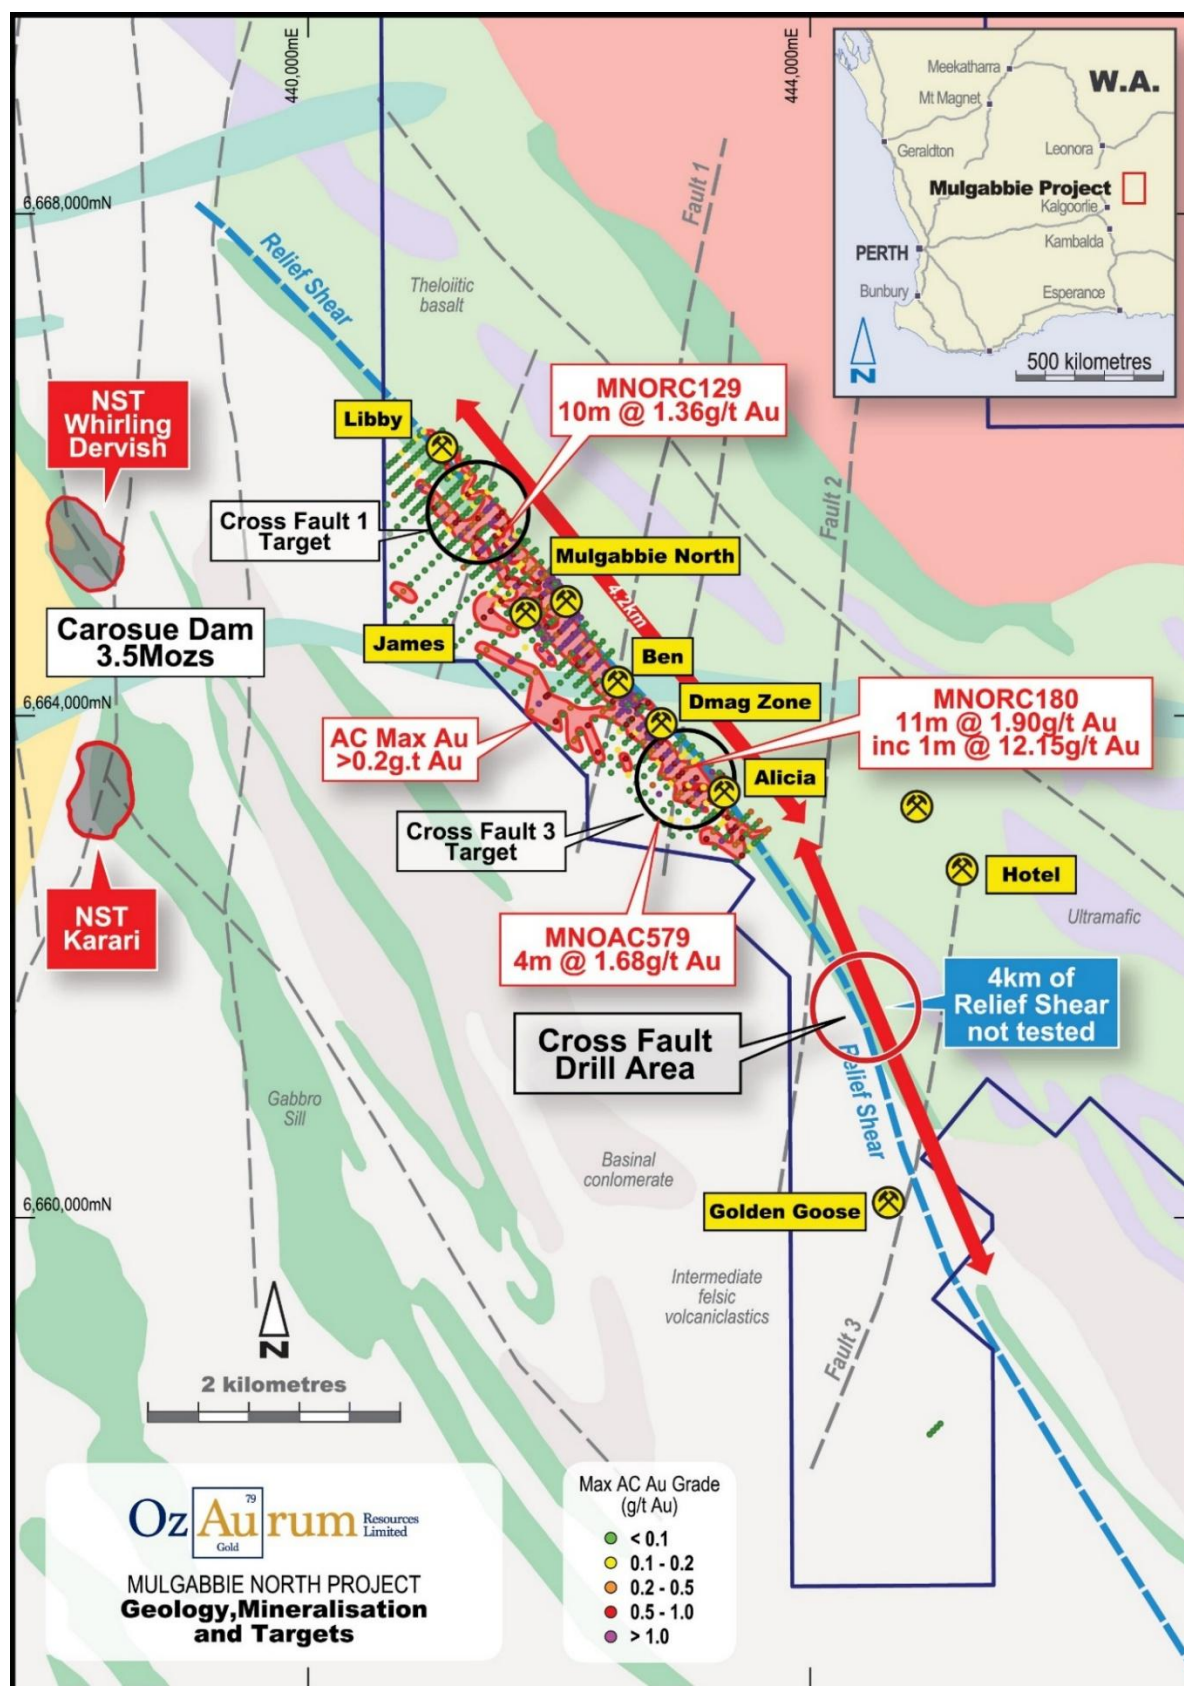 440,000mE
444,000mE
6,668,000mN
6,664,000mN
6,660,000mN
W.A.
Meekatharra
Mt Magnet
Geraldton
Leonora
Mulgabbie Project
Kalgoorlie
Kambalda
PERTH
Bunbury
Esperance
N
500 kilometres
Fault 1
Relief Shear
Theloiitic
basalt
Fault 2
NST
Whirling
Dervish
Libby
MNORC129
10m @ 1.36g/t Au
Cross Fault 1
Target
Mulgabbie North
4.2km
Carosue Dam
3.5Mozs
James
Ben
Dmag Zone
MNORC180
11m @ 1.90g/t Au
inc 1m @ 12.15g/t Au
AC Max Au
>0.2g.t Au
Alicia
Cross Fault 3
Target
Hotel
NST
Karari
Ultramafic
MNOAC579
4m @ 1.68g/t Au
4km of
Relief Shear
not tested
Cross Fault
Drill Area
Relief Shear
Gabbro
Sill
Basinal
conlomerate
Golden Goose
Intermediate
felsic
volcaniclastics
Fault 3
N
2 kilometres
Oz Aurum
79
Gold
Resources
Limited
MULGABBIE NORTH PROJECT
Geology,Mineralisation
and Targets
Max AC Au Grade
(g/t Au)
< 0.1
0.1 - 0.2
0.2 - 0.5
0.5 - 1.0
> 1.0